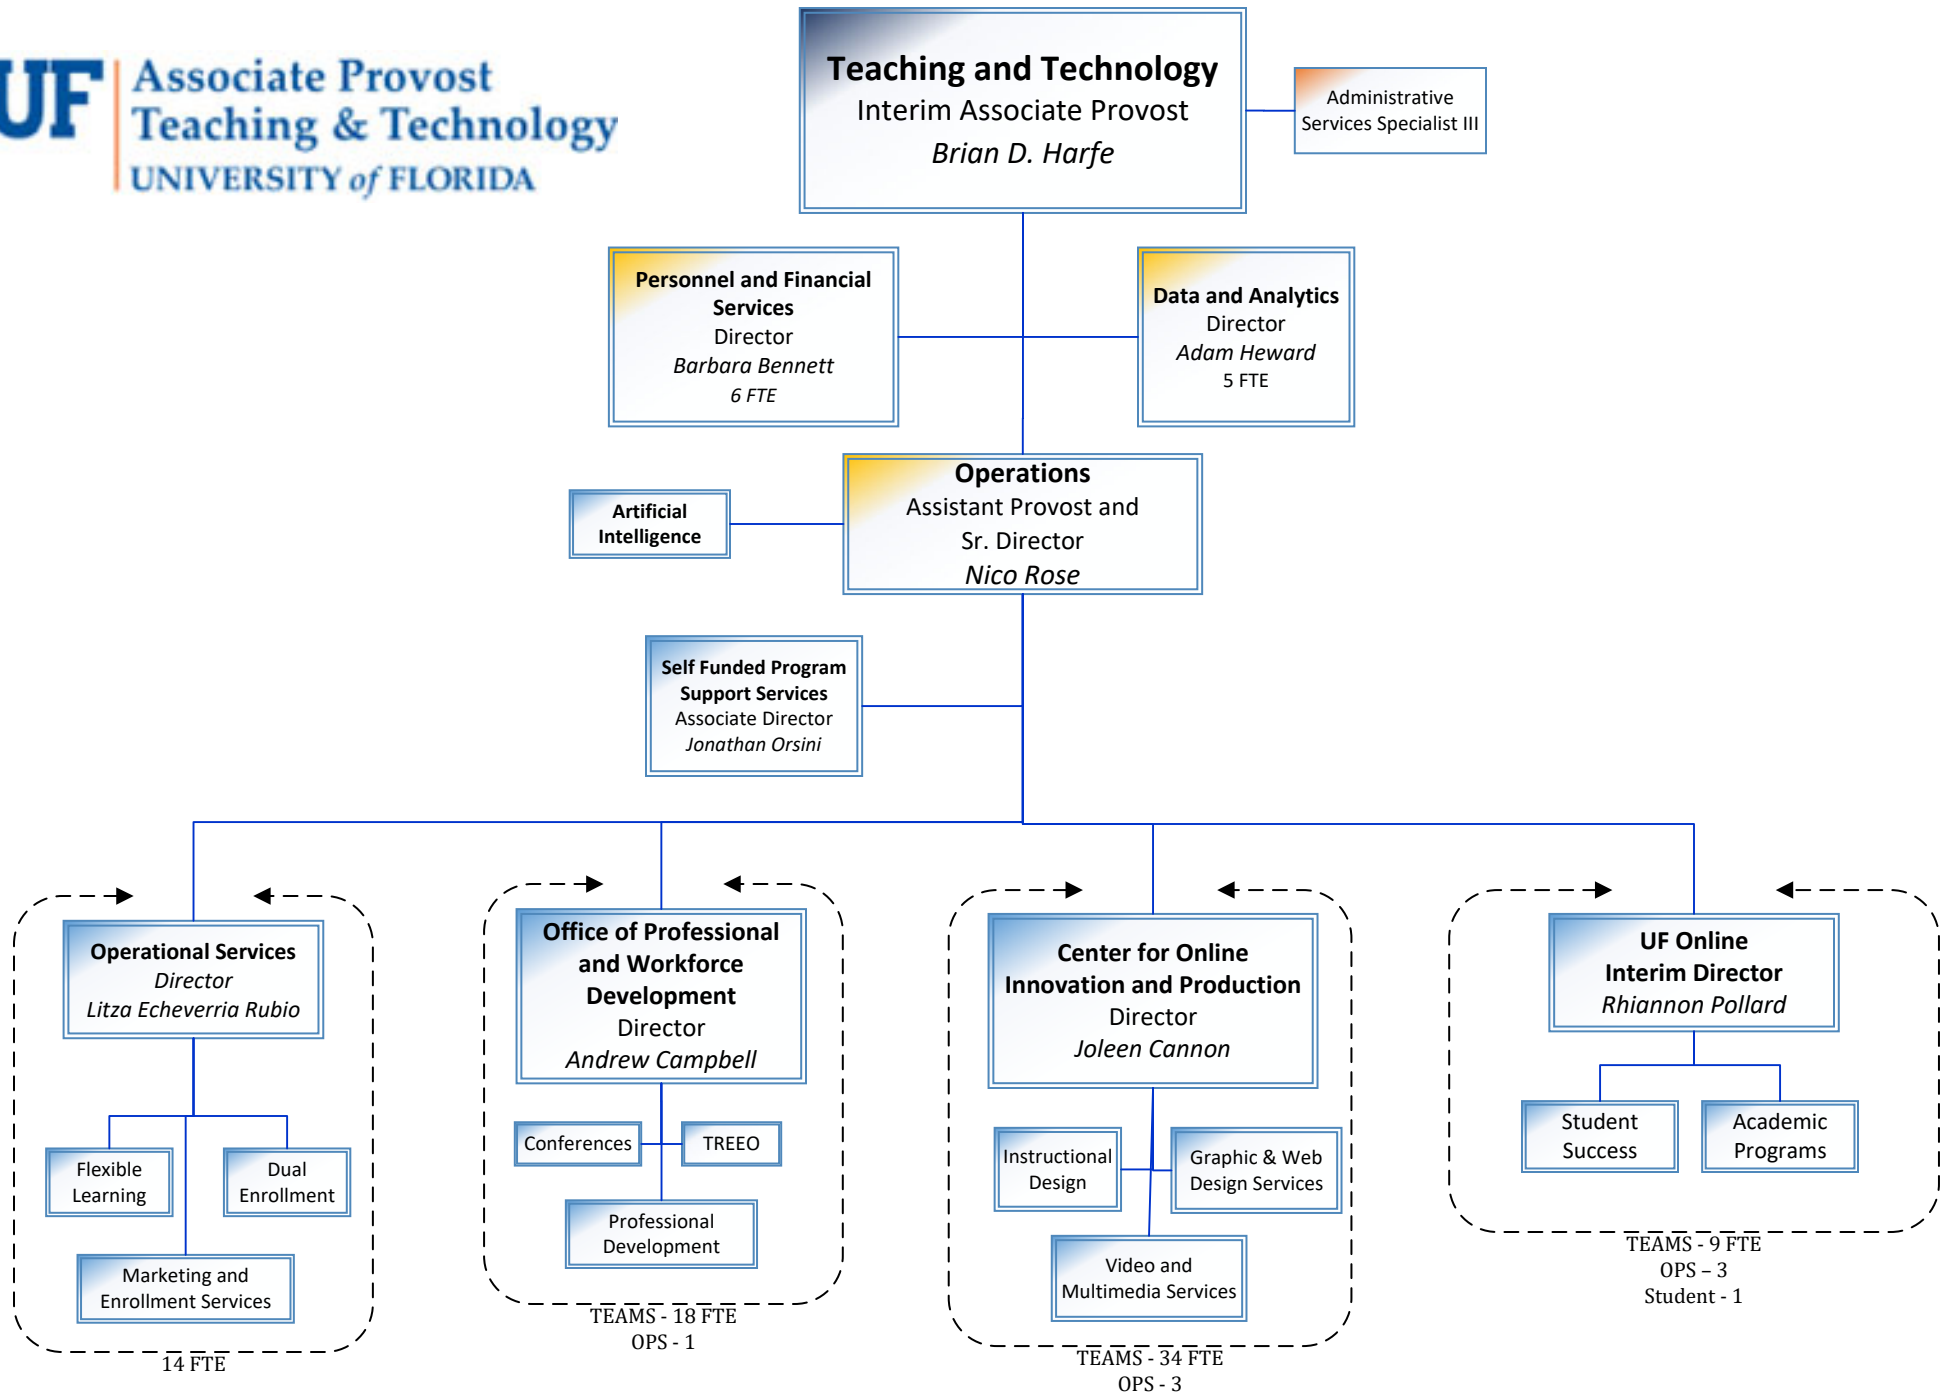 UF
Associate Provost
Teaching & Technology
UNIVERSITY of FLORIDA
Teaching and Technology
Interim Associate Provost
Brian D. Harfe
Administrative
Services Specialist III
Personnel and Financial
Services
Director
Barbara Bennett
6 FTE
Data and Analytics
Director
Adam Heward
5 FTE
Operations
Assistant Provost and
Sr. Director
Nico Rose
Artificial
Intelligence
Self Funded Program
Support Services
Associate Director
Jonathan Orsini
Operational Services
Director
Litza Echeverria Rubio
Flexible
Learning
Dual
Enrollment
Marketing and
Enrollment Services
14 FTE
Office of Professional
and Workforce
Development
Director
Andrew Campbell
Conferences
TREEO
Professional
Development
TEAMS - 18 FTE
OPS - 1
Center for Online
Innovation and Production
Director
Joleen Cannon
Instructional
Design
Graphic & Web
Design Services
Video and
Multimedia Services
TEAMS - 34 FTE
OPS - 3
UF Online
Interim Director
Rhiannon Pollard
Student
Success
Academic
Programs
TEAMS - 9 FTE
OPS – 3
Student - 1